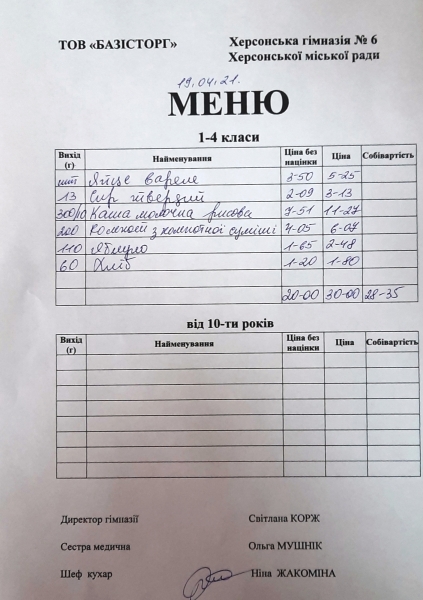 ТОВ «БАЗІСТОРГ» Херсонська гімназія № 6
Херсонської міської ради
19.04.21.
МЕНЮ
1-4 класи
Вихід (г) Найменування Ціна без націнки Ціна Собівартість
шт Яйце варене 3-50 5-25
13 Сир твердий 2-09 3-13
300/10 Каша молочна рисова 7-51 11-27
200 Компот з компотної суміші 4-05 6-07
110 Яблуко 1-65 2-48
60 Хліб 1-20 1-80
20-00 30-00 28-35
від 10-ти років
Вихід (г) Найменування Ціна без націнки Ціна Собівартість
Директор гімназії Світлана КОРЖ
Сестра медична Ольга МУШНІК
Шеф кухар Ніна ЖАКОМІНА